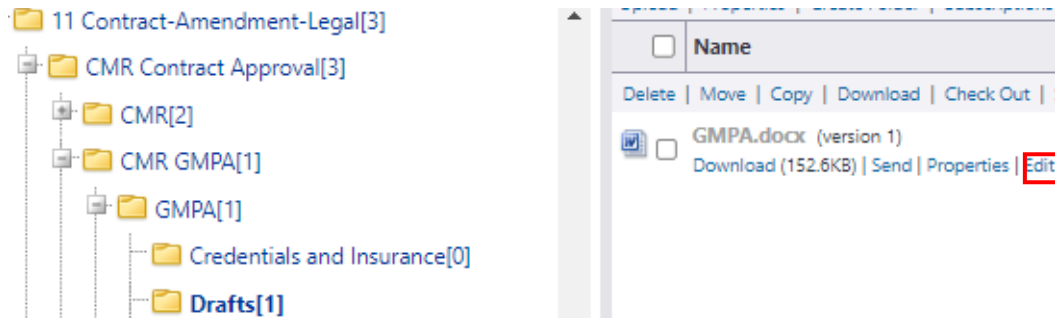 11 Contract-Amendment-Legal[3]
CMR Contract Approval[3]
CMR[2]
CMR GMPA[1]
GMPA[1]
Credentials and Insurance[0]
Drafts[1]
Name
Delete | Move | Copy | Download | Check Out |
GMPA.docx (version 1)
Download (152.6KB) | Send | Properties | Edit